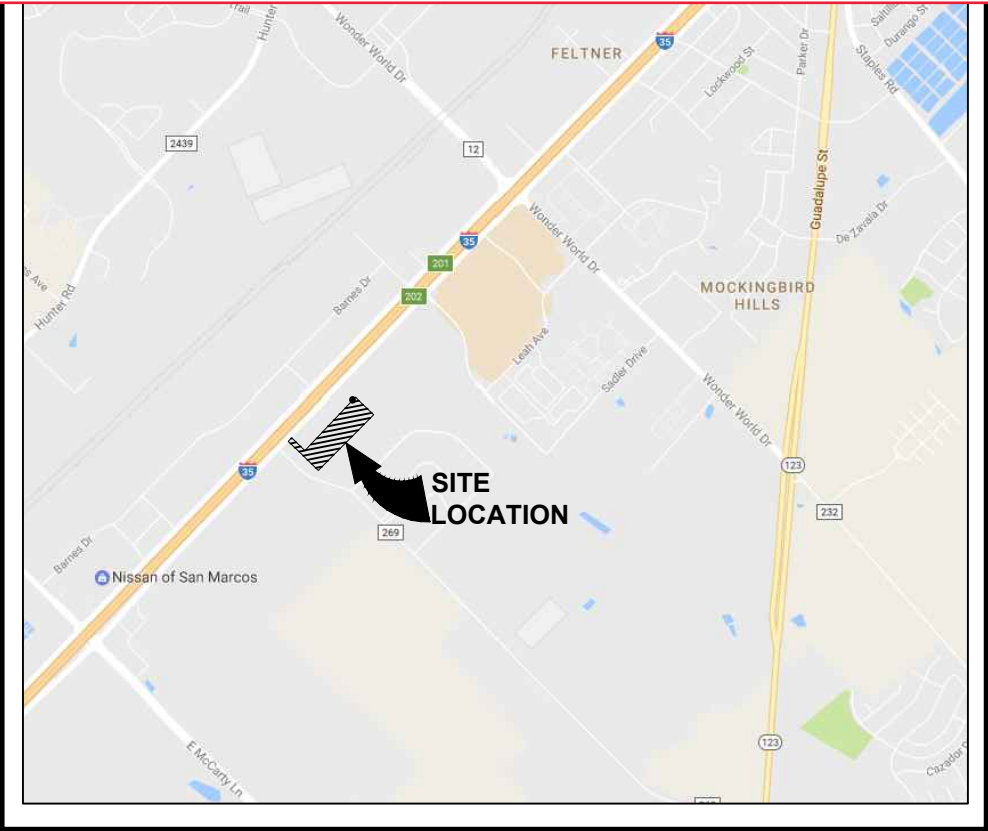 Trail
Hunter
Wonder World Dr
FELTNER
35
Lockwood St
Parker Dr
Durango St
Staples Rd
2439
12
Guadalupe St
De Zavala Dr
Wonder World Dr
35
201
202
Barnes Dr
MOCKINGBIRD
HILLS
Hunter Rd
Leah Ave
Sadler Drive
Wonder World Dr
35
SITE
LOCATION
123
232
269
Barnes Dr
Nissan of San Marcos
E McCarty Ln
123